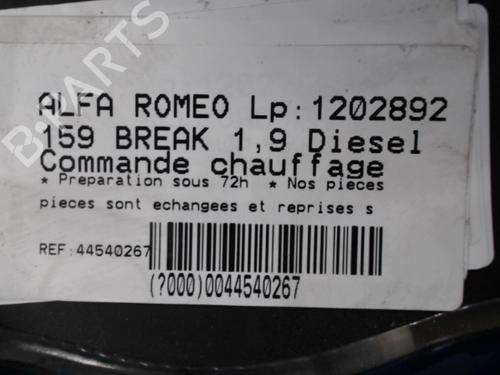 ALFA ROMEO Lp:1202892
159 BREAK 1,9 Diesel
Commande chauffage
* Preparation sous 72h * Nos pieces
pieces sont echangees et reprises s
REF:44540267
(?000)0044540267
B-PARTS